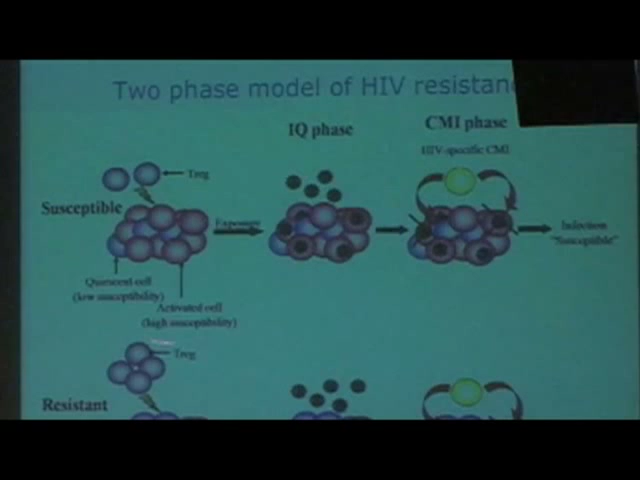 Two phase model of HIV resistan
IQ phase
CMI phase
HIV-specific CMI
Treg
Susceptible
Exposure
Infection
"Susceptible"
Quiescent cell
(low susceptibility)
Activated cell
(high susceptibility)
Treg
Resistant